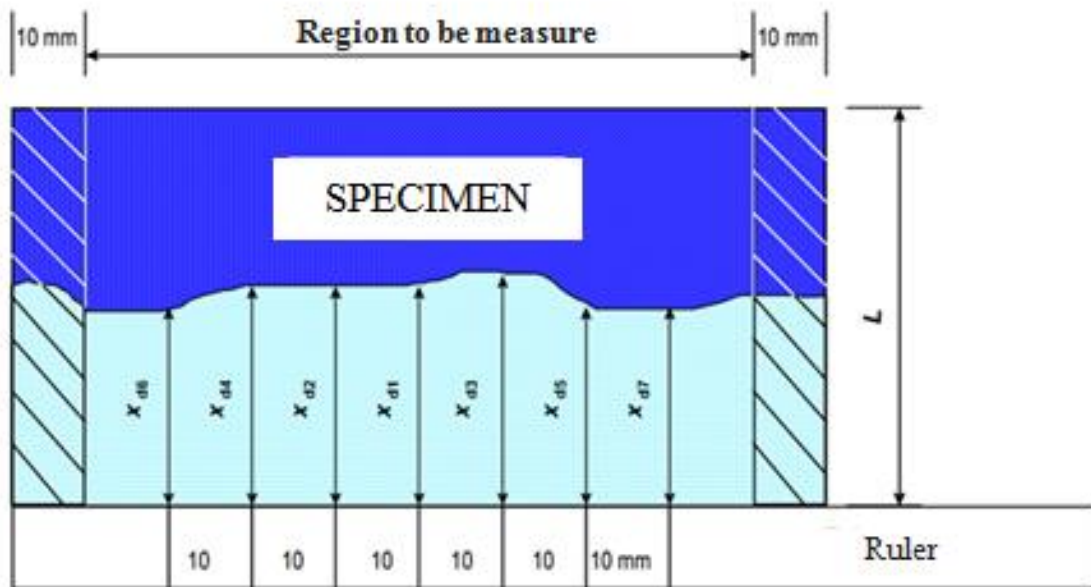 10 mm
Region to be measure
10 mm
SPECIMEN
L
x d6
x d4
x d2
x d1
x d3
x d5
x d7
10
10
10
10
10
10 mm
Ruler